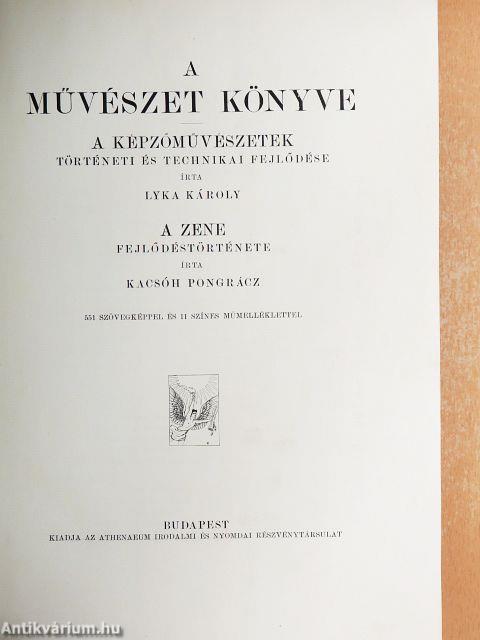 A
MŰVÉSZET KÖNYVE
A KÉPZŐMŰVÉSZETEK
TÖRTÉNETI ÉS TECHNIKAI FEJLŐDÉSE
ÍRTA
LYKA KÁROLY
A ZENE
FEJLŐDÉSTÖRTÉNETE
ÍRTA
KACSÓH PONGRÁCZ
551 SZÖVEGKÉPPEL ÉS 11 SZÍNES MŰMELLÉKLETTEL
BUDAPEST
KIADJA AZ ATHENAEUM IRODALMI ÉS NYOMDAI RÉSZVÉNYTÁRSULAT
Antikvárium.hu